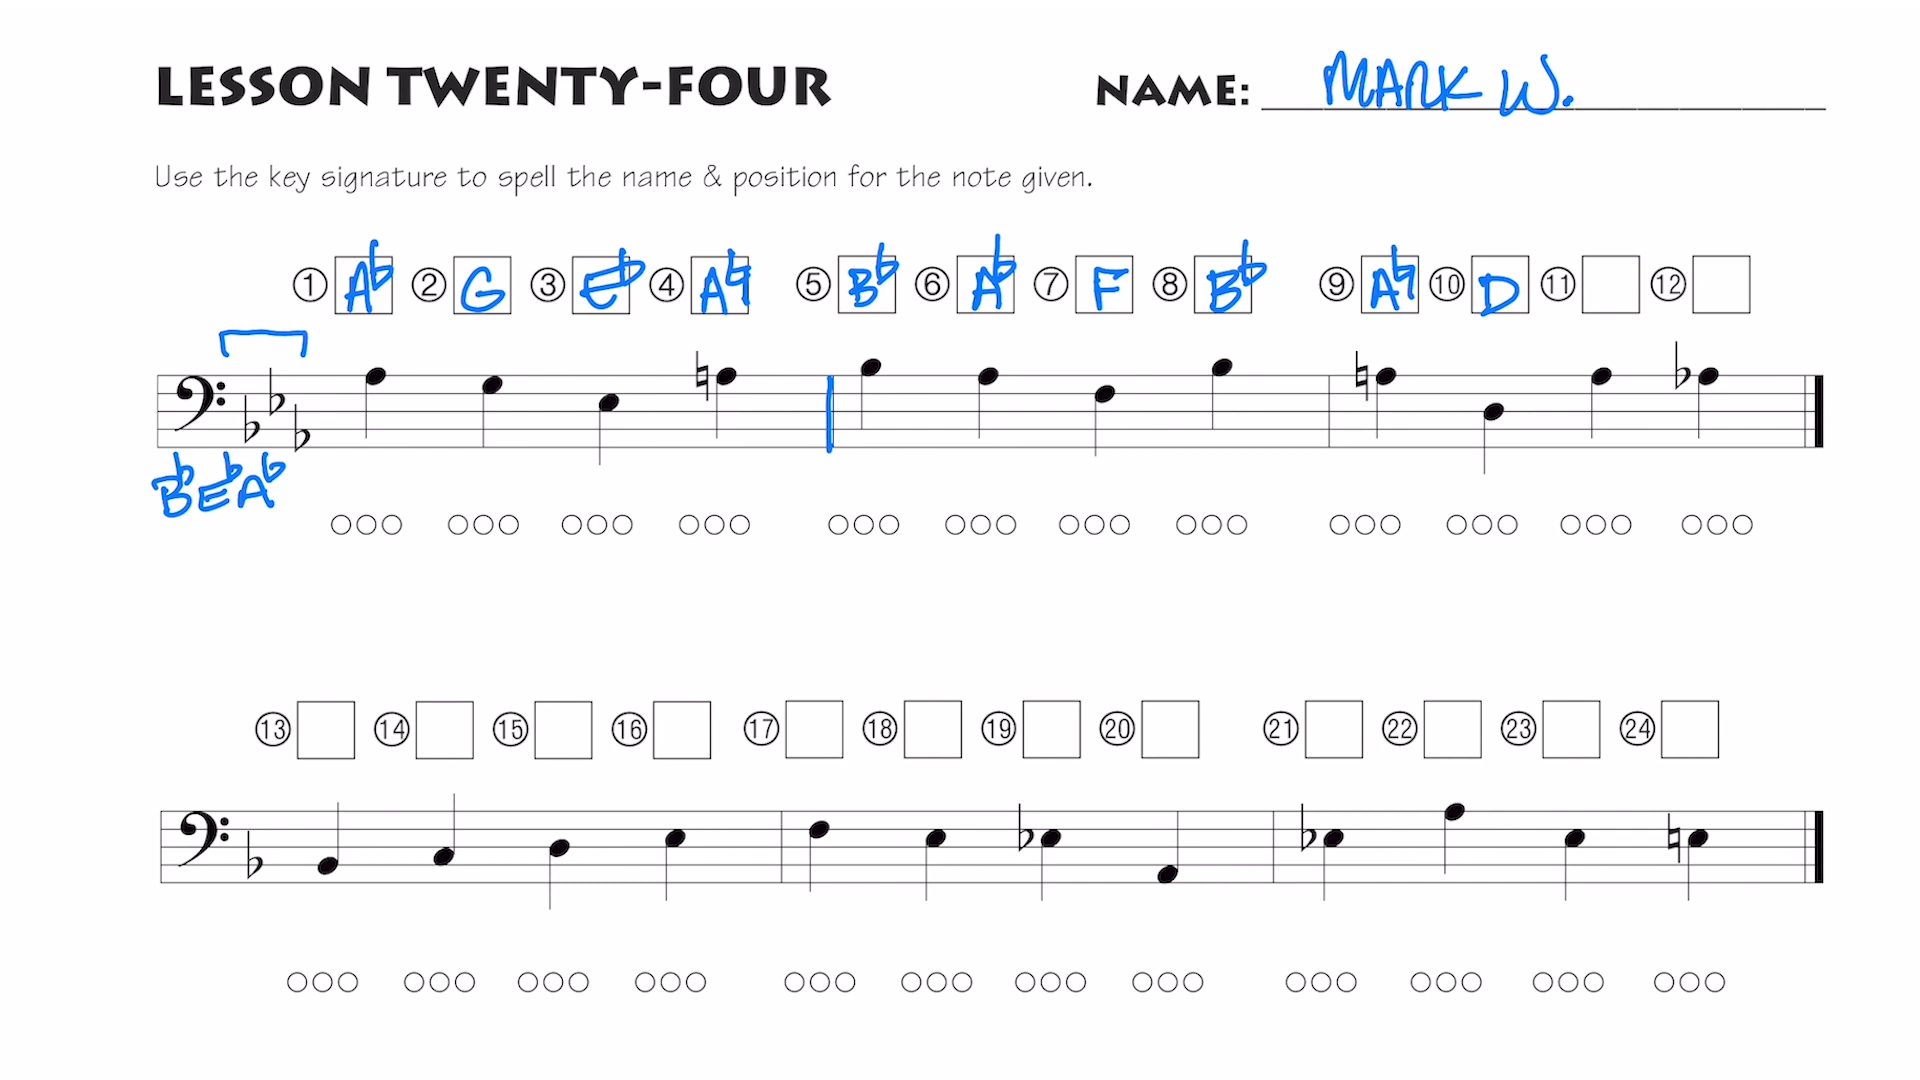 LESSON TWENTY-FOUR NAME: MARK W.
Use the key signature to spell the name & position for the note given.
① A♭ ② G ③ E♭ ④ A♮ ⑤ B♭ ⑥ A♭ ⑦ F ⑧ B♭ ⑨ A♮ ⑩ D ⑪ ⑫
B♭ E♭ A♭
⑬ ⑭ ⑮ ⑯ ⑰ ⑱ ⑲ ⑳ ㉑ ㉒ ㉓ ㉔